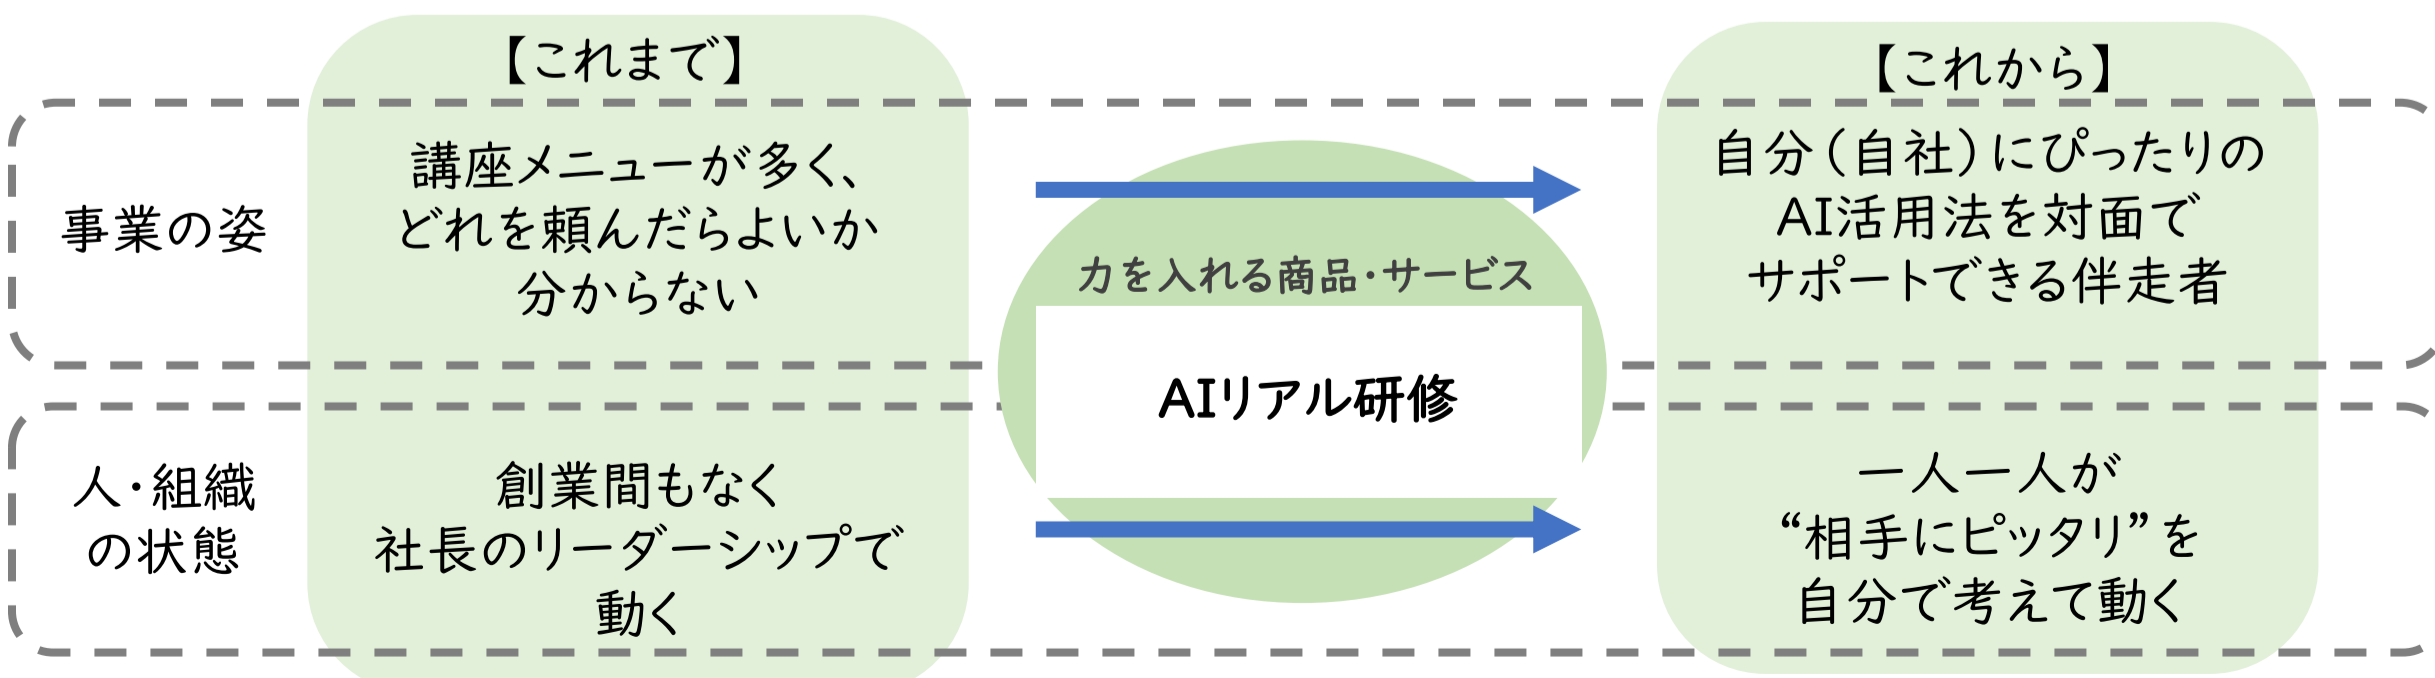 【これまで】
【これから】
事業の姿
講座メニューが多く、
どれを頼んだらよいか
分からない
力を入れる商品・サービス
AIリアル研修
自分(自社)にぴったりの
AI活用法を対面で
サポートできる伴走者
人・組織
の状態
創業間もなく
社長のリーダーシップで
動く
一人一人が
“相手にピッタリ”を
自分で考えて動く